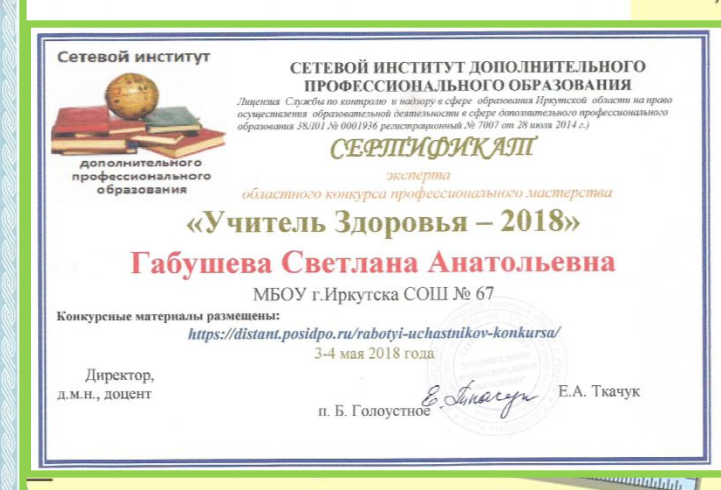 Сетевой институт
дополнительного
профессионального
образования
СЕТЕВОЙ ИНСТИТУТ ДОПОЛНИТЕЛЬНОГО
ПРОФЕССИОНАЛЬНОГО ОБРАЗОВАНИЯ
Лицензия Службы по контролю и надзору в сфере образования Иркутской области на право
осуществления образовательной деятельности в сфере дополнительного профессионального
образования 38Л01 № 0001936 регистрационный № 7007 от 28 июля 2014 г.)
СЕРТИФИКАТ
эксперта
областного конкурса профессионального мастерства
«Учитель Здоровья – 2018»
Габушева Светлана Анатольевна
МБОУ г.Иркутска СОШ № 67
Конкурсные материалы размещены:
https://distant.posidpo.ru/rabotyi-uchastnikov-konkursa/
3-4 мая 2018 года
Директор,
д.м.н., доцент
Е.А. Ткачук
п. Б. Голоустное